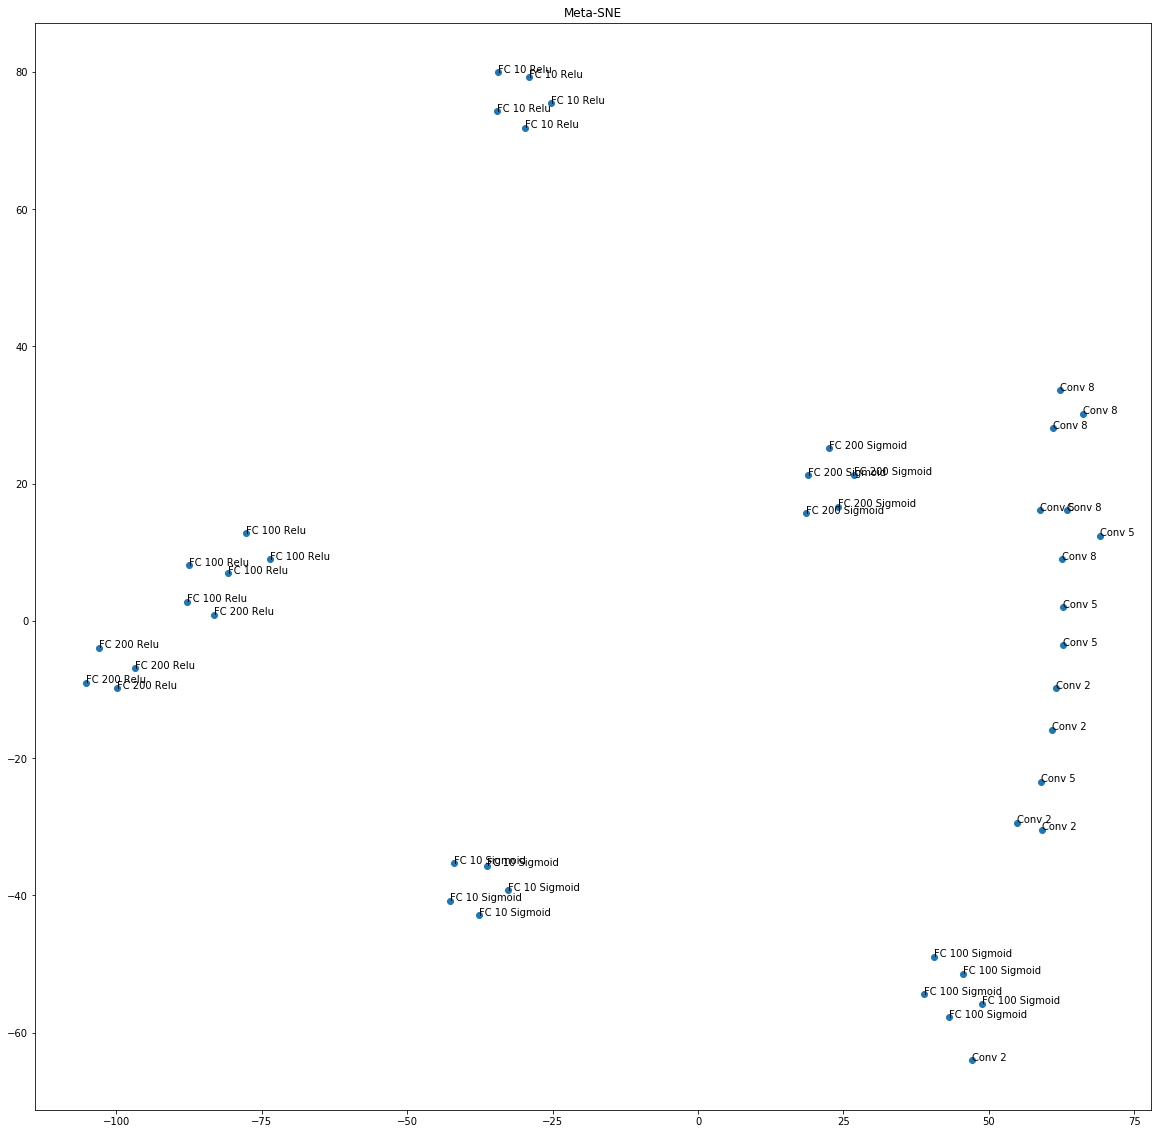 Meta-SNE
80
60
40
20
0
−20
−40
−60
FC 10 Relu
FC 10 Relu
FC 10 Relu
FC 10 Relu
FC 10 Relu
Conv 8
Conv 8
Conv 8
FC 200 Sigmoid
FC 200 Sigmoid
FC 200 Sigmoid
FC 200 Sigmoid
FC 200 Sigmoid
Conv 5
Conv 8
Conv 5
FC 100 Relu
FC 100 Relu
FC 100 Relu
FC 100 Relu
Conv 8
FC 100 Relu
FC 200 Relu
Conv 5
Conv 5
FC 200 Relu
FC 200 Relu
FC 200 Relu
FC 200 Relu
Conv 2
Conv 2
Conv 5
Conv 2
Conv 2
FC 10 Sigmoid
FC 10 Sigmoid
FC 10 Sigmoid
FC 10 Sigmoid
FC 10 Sigmoid
FC 100 Sigmoid
FC 100 Sigmoid
FC 100 Sigmoid
FC 100 Sigmoid
FC 100 Sigmoid
Conv 2
−100
−75
−50
−25
0
25
50
75